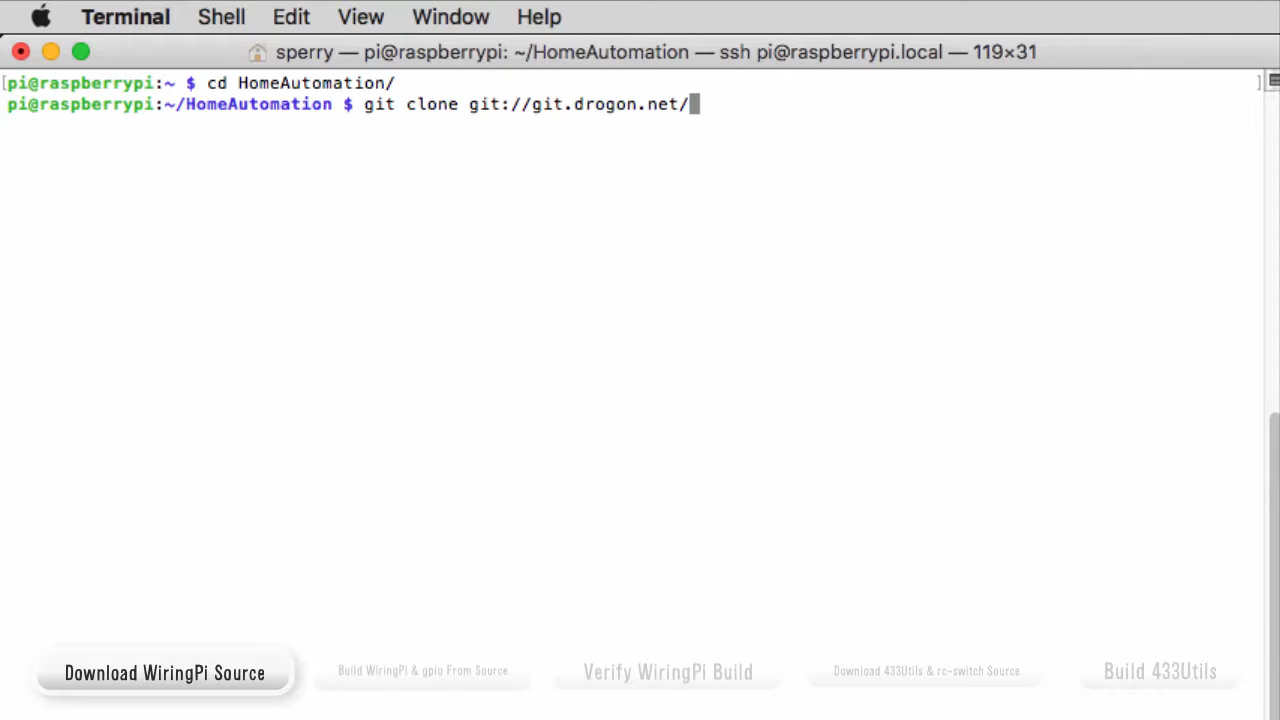 Terminal Shell Edit View Window Help
sperry — pi@raspberrypi: ~/HomeAutomation — ssh pi@raspberrypi.local — 119×31
[pi@raspberrypi:~ $ cd HomeAutomation/ ]
pi@raspberrypi:~/HomeAutomation $ git clone git://git.drogon.net/
Download WiringPi Source Build WiringPi & gpio From Source Verify WiringPi Build Download 433Utils & rc-switch Source Build 433Utils